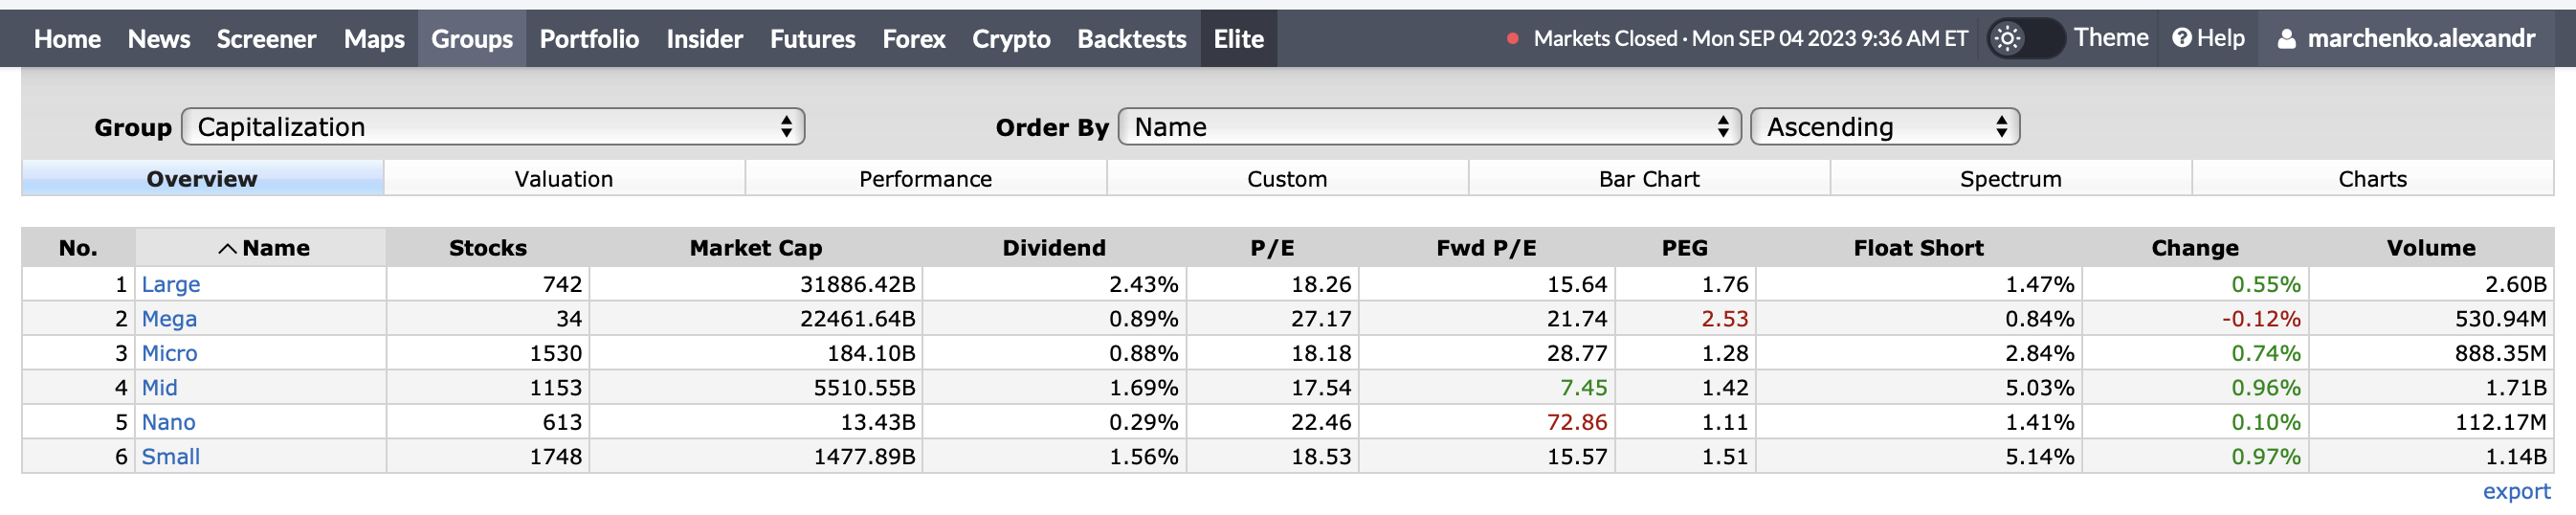 Home News Screener Maps Groups Portfolio Insider Futures Forex Crypto Backtests Elite Markets Closed · Mon SEP 04 2023 9:36 AM ET Theme Help marchenko.alexandr
Group Capitalization Order By Name Ascending
Overview Valuation Performance Custom Bar Chart Spectrum Charts
No. Name Stocks Market Cap Dividend P/E Fwd P/E PEG Float Short Change Volume
1 Large 742 31886.42B 2.43% 18.26 15.64 1.76 1.47% 0.55% 2.60B
2 Mega 34 22461.64B 0.89% 27.17 21.74 2.53 0.84% -0.12% 530.94M
3 Micro 1530 184.10B 0.88% 18.18 28.77 1.28 2.84% 0.74% 888.35M
4 Mid 1153 5510.55B 1.69% 17.54 7.45 1.42 5.03% 0.96% 1.71B
5 Nano 613 13.43B 0.29% 22.46 72.86 1.11 1.41% 0.10% 112.17M
6 Small 1748 1477.89B 1.56% 18.53 15.57 1.51 5.14% 0.97% 1.14B
export